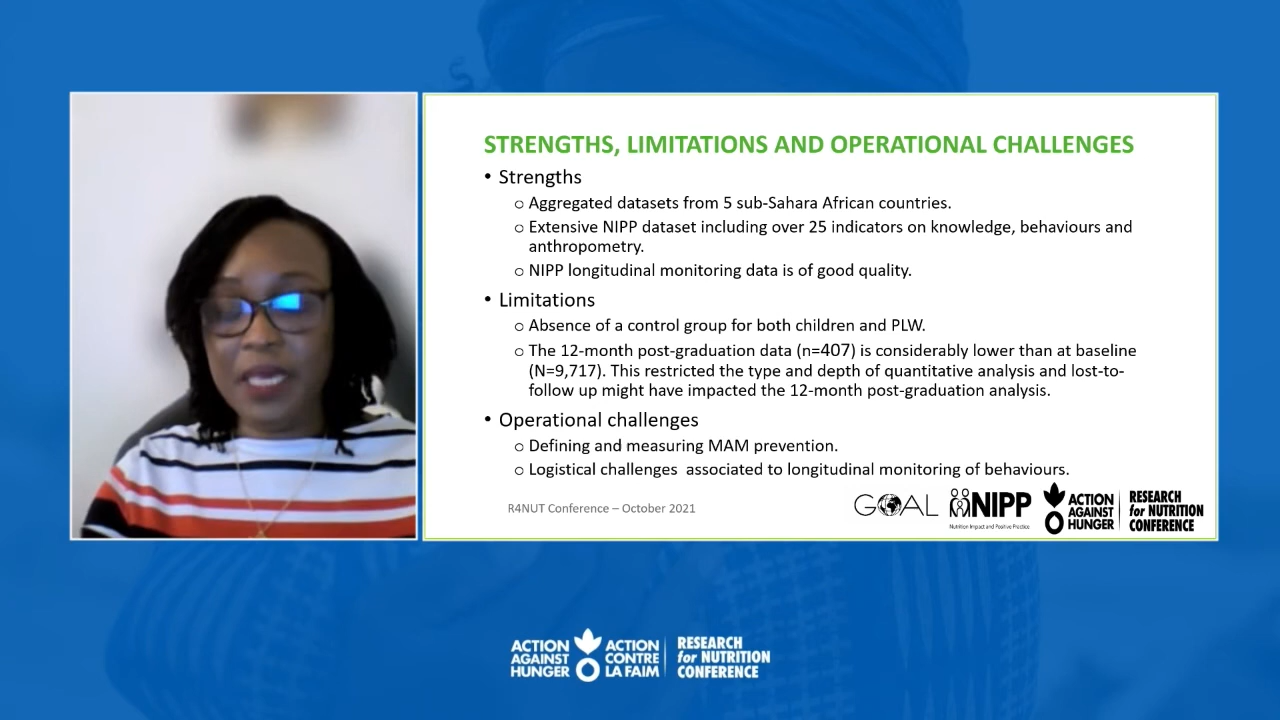 STRENGTHS, LIMITATIONS AND OPERATIONAL CHALLENGES
• Strengths
o Aggregated datasets from 5 sub-Sahara African countries.
o Extensive NIPP dataset including over 25 indicators on knowledge, behaviours and
anthropometry.
o NIPP longitudinal monitoring data is of good quality.
• Limitations
o Absence of a control group for both children and PLW.
o The 12-month post-graduation data (n=407) is considerably lower than at baseline
(N=9,717). This restricted the type and depth of quantitative analysis and lost-to-
follow up might have impacted the 12-month post-graduation analysis.
• Operational challenges
o Defining and measuring MAM prevention.
o Logistical challenges  associated to longitudinal monitoring of behaviours.
R4NUT Conference – October 2021
GOAL
NIPP
Nutrition Impact and Positive Practice
ACTION
AGAINST
HUNGER
RESEARCH
for NUTRITION
CONFERENCE
ACTION
AGAINST
HUNGER
ACTION
CONTRE
LA FAIM
RESEARCH
for NUTRITION
CONFERENCE